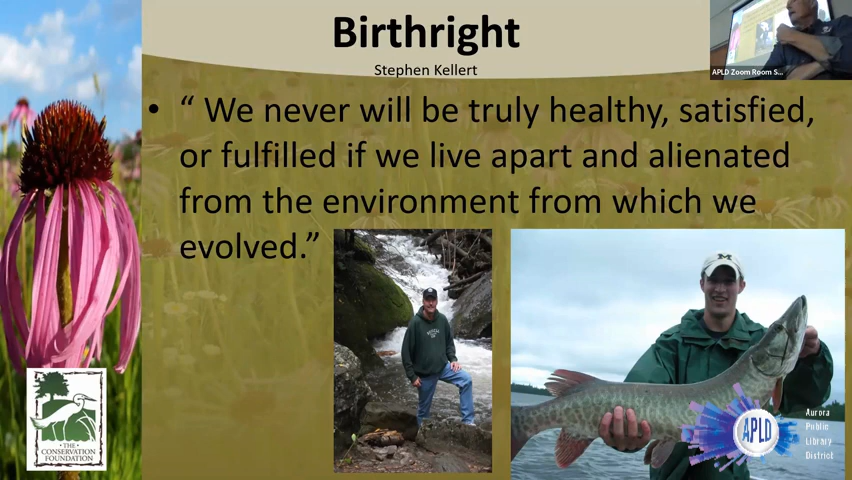 Birthright
Stephen Kellert
APLD Zoom Room S...
• “ We never will be truly healthy, satisfied,
or fulfilled if we live apart and alienated
from the environment from which we
evolved.”
M
THE
CONSERVATION
FOUNDATION
APLD
Aurora
Public
Library
District